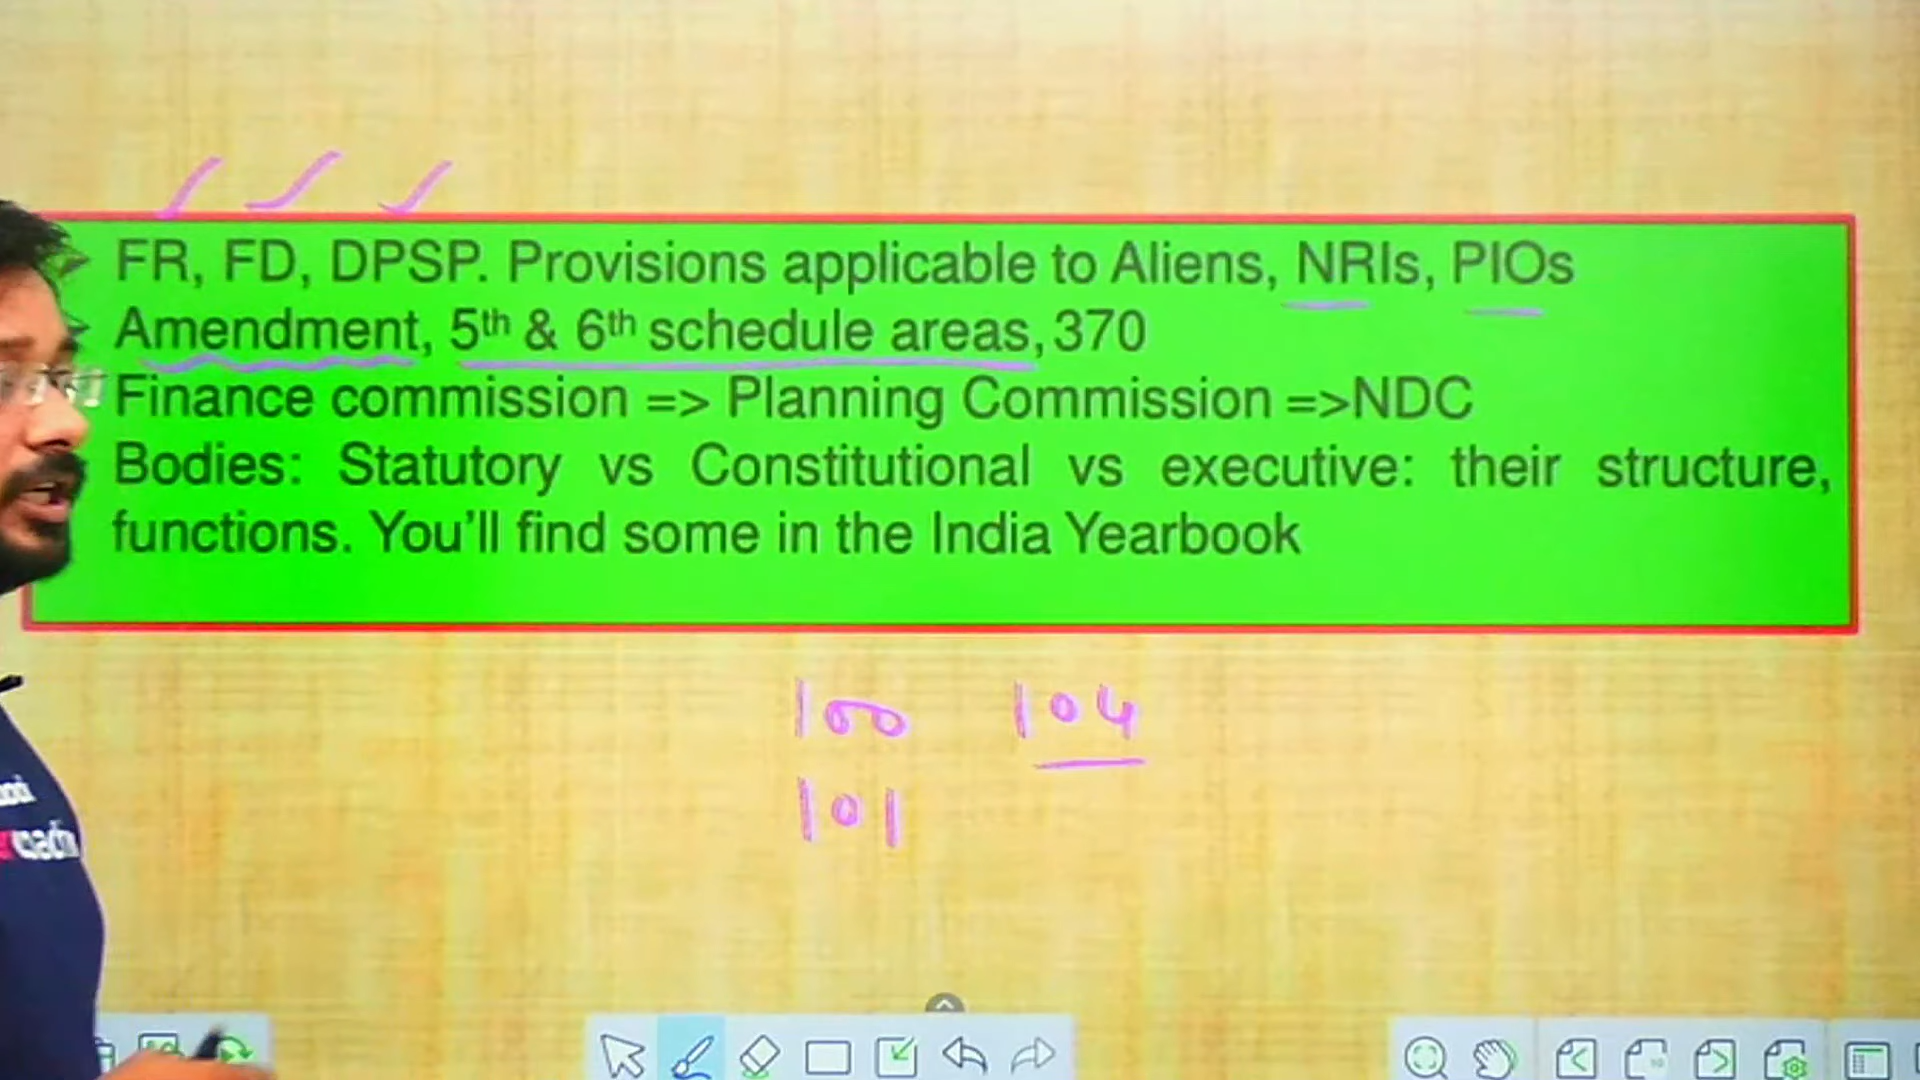 FR, FD, DPSP. Provisions applicable to Aliens, NRIs, PIOs
Amendment, 5th & 6th schedule areas, 370
Finance commission => Planning Commission =>NDC
Bodies: Statutory vs Constitutional vs executive: their structure,
functions. You'll find some in the India Yearbook
100 104
101